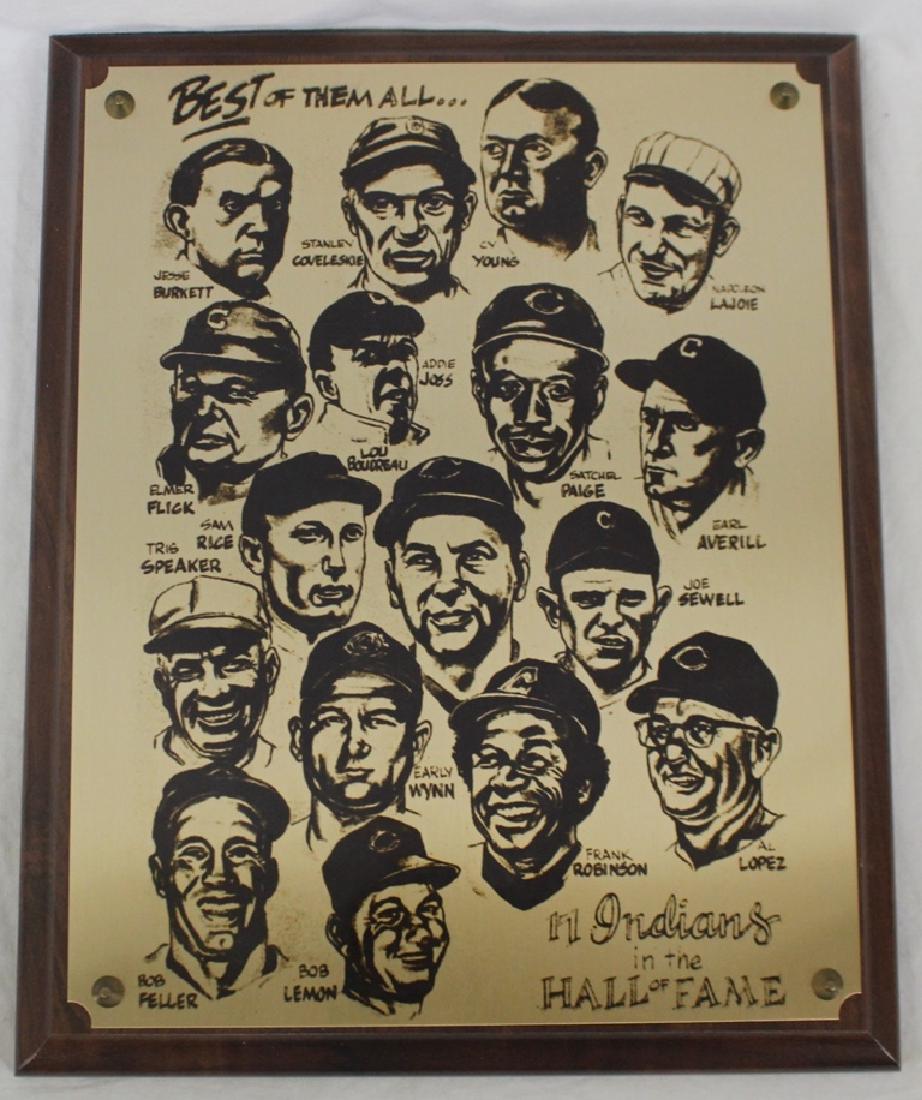 BEST OF THEM ALL...
JESSE
BURKETT
STANLEY
COVELESKIE
CY
YOUNG
NAPOLEON
LAJOIE
C
C
ADDIE
JOSS
C
C
ELMER
FLICK
LOU
BOUDREAU
SATCHEL
PAIGE
EARL
AVERILL
SAM
RICE
TRIS
SPEAKER
C
C
JOE
SEWELL
EARLY
WYNN
C
C
FRANK
ROBINSON
AL
LOPEZ
C
BOB
FELLER
BOB
LEMON
17 Indians
in the
HALL OF FAME